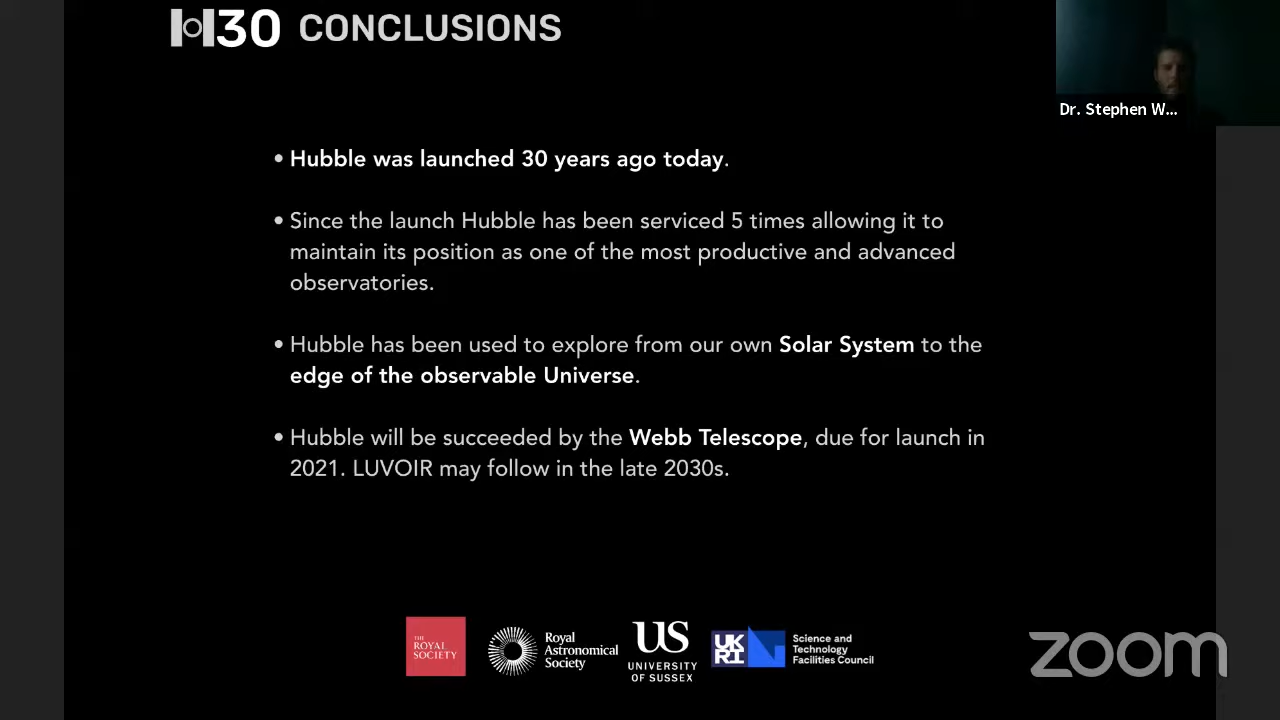 H30 CONCLUSIONS
Dr. Stephen W...
• Hubble was launched 30 years ago today.
• Since the launch Hubble has been serviced 5 times allowing it to
maintain its position as one of the most productive and advanced
observatories.
• Hubble has been used to explore from our own Solar System to the
edge of the observable Universe.
• Hubble will be succeeded by the Webb Telescope, due for launch in
2021. LUVOIR may follow in the late 2030s.
THE
ROYAL
SOCIETY
Royal
Astronomical
Society
US
UNIVERSITY
OF SUSSEX
UK
RI
Science and
Technology
Facilities Council
zoom